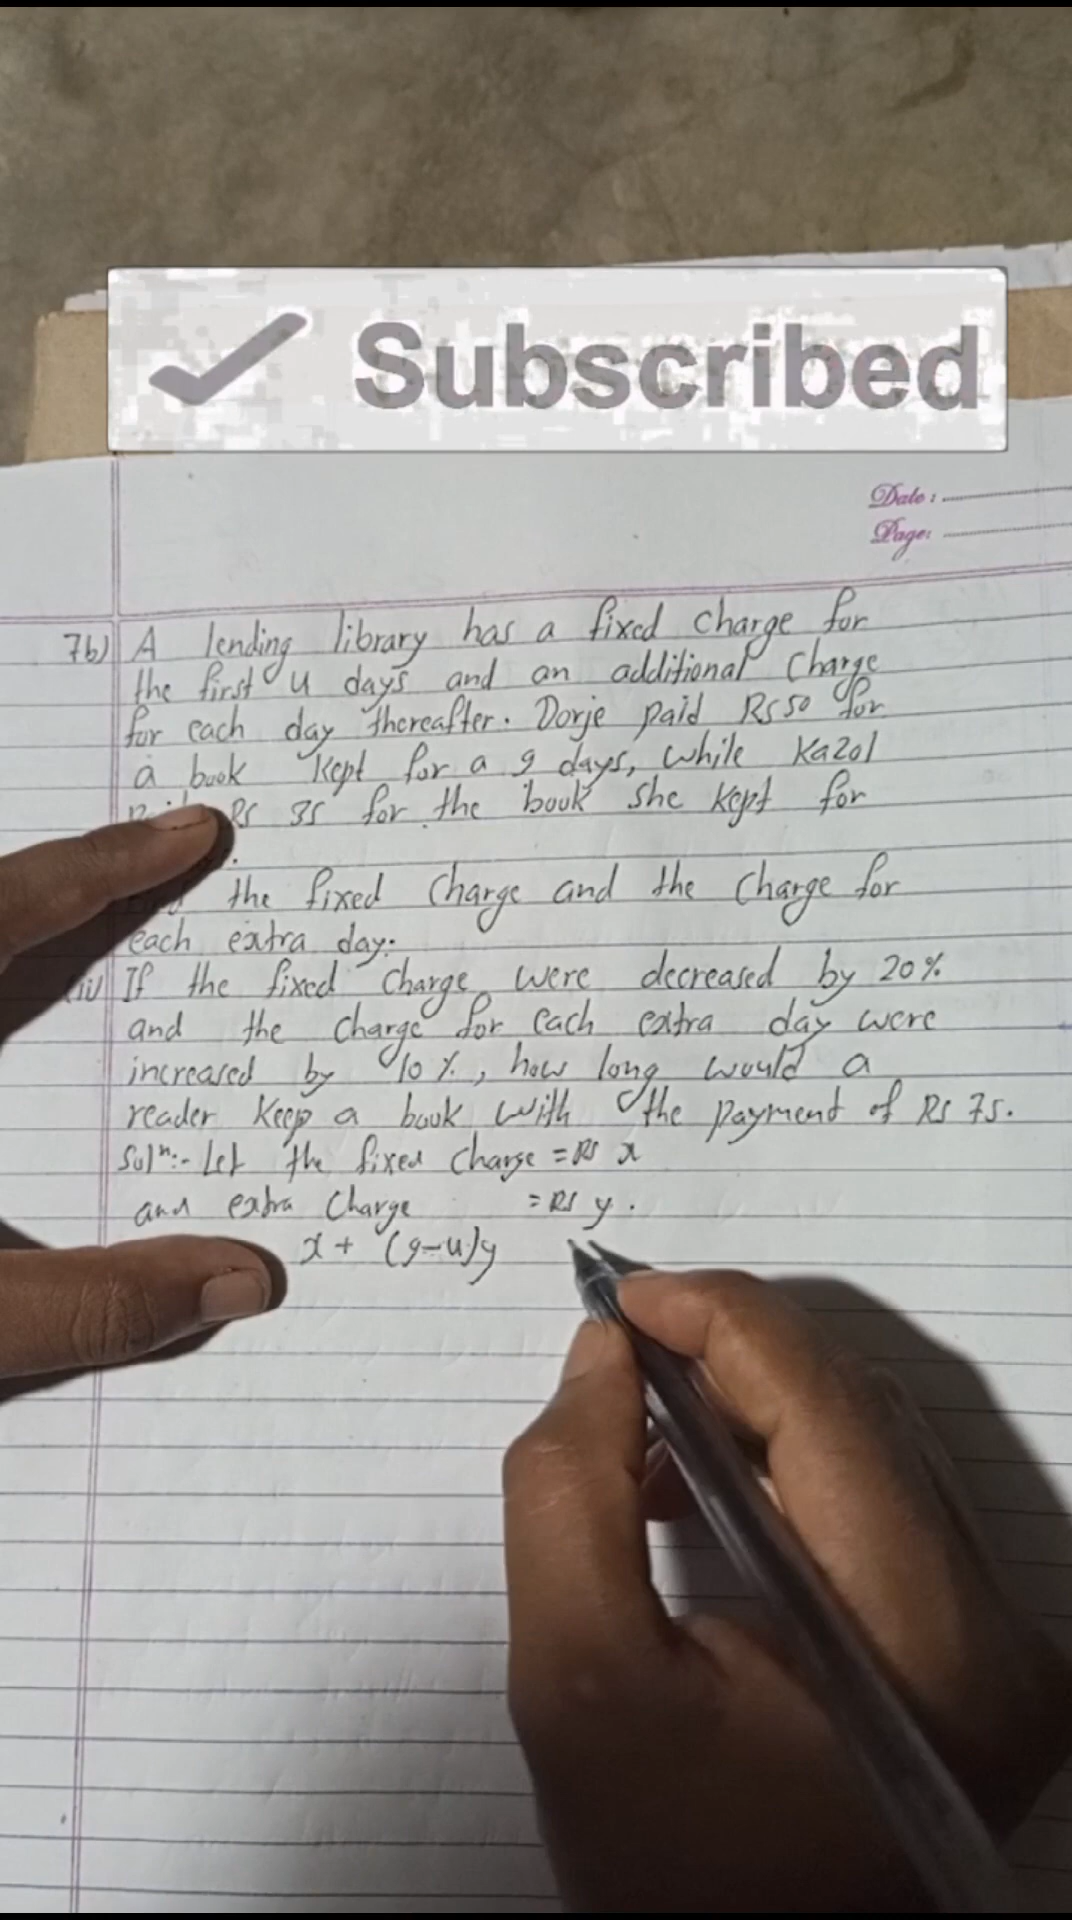 Subscribed
Date:
Page:
7b) A lending library has a fixed charge for
the first 4 days and an additional charge
for each day thereafter. Dorje paid Rs 50 for
a book kept for a 9 days, while Kazol
Rs 35 for the book she kept for
the fixed charge and the charge for
each extra day.
ii) If the fixed charge were decreased by 20%
and the charge for each extra day were
increased by 10%, how long would a
reader keep a book with the payment of Rs 75.
Solⁿ:- Let the fixed charge = Rs x
and extra charge = Rs y.
x + (9-4)y